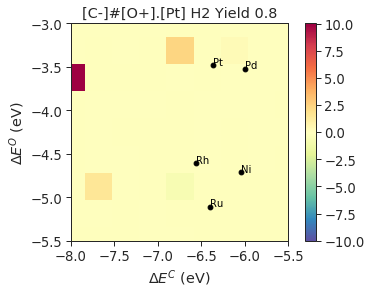 [C-]#[O+].[Pt] H2 Yield 0.8
−3.0
−3.5
−4.0
−4.5
−5.0
−5.5
ΔE^O (eV)
Pt
Pd
Rh
Ni
Ru
−8.0 −7.5 −7.0 −6.5 −6.0 −5.5
ΔE^C (eV)
10.0
7.5
5.0
2.5
0.0
−2.5
−5.0
−7.5
−10.0